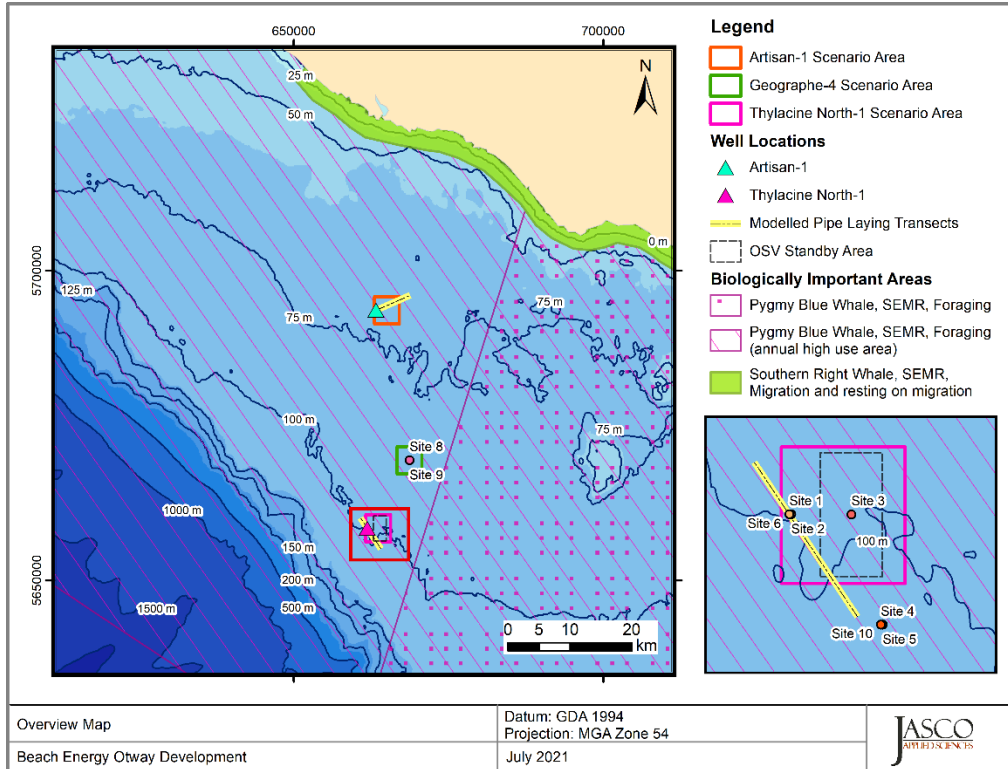 650000
700000
25 m
50 m
0 m
5700000
125 m
75 m
75 m
100 m
Site 8
75 m
Site 9
1000 m
150 m
5650000
200 m
1500 m
500 m
0 5 10 20
km
Legend
Artisan-1 Scenario Area
Geographe-4 Scenario Area
Thylacine North-1 Scenario Area
Well Locations
Artisan-1
Thylacine North-1
Modelled Pipe Laying Transects
OSV Standby Area
Biologically Important Areas
Pygmy Blue Whale, SEMR, Foraging
Pygmy Blue Whale, SEMR, Foraging
(annual high use area)
Southern Right Whale, SEMR,
Migration and resting on migration
Site 1
Site 3
Site 6
Site 2
100 m
Site 4
Site 10
Site 5
N
Overview Map
Datum: GDA 1994
Projection: MGA Zone 54
Beach Energy Otway Development
July 2021
JASCO
APPLIED SCIENCES